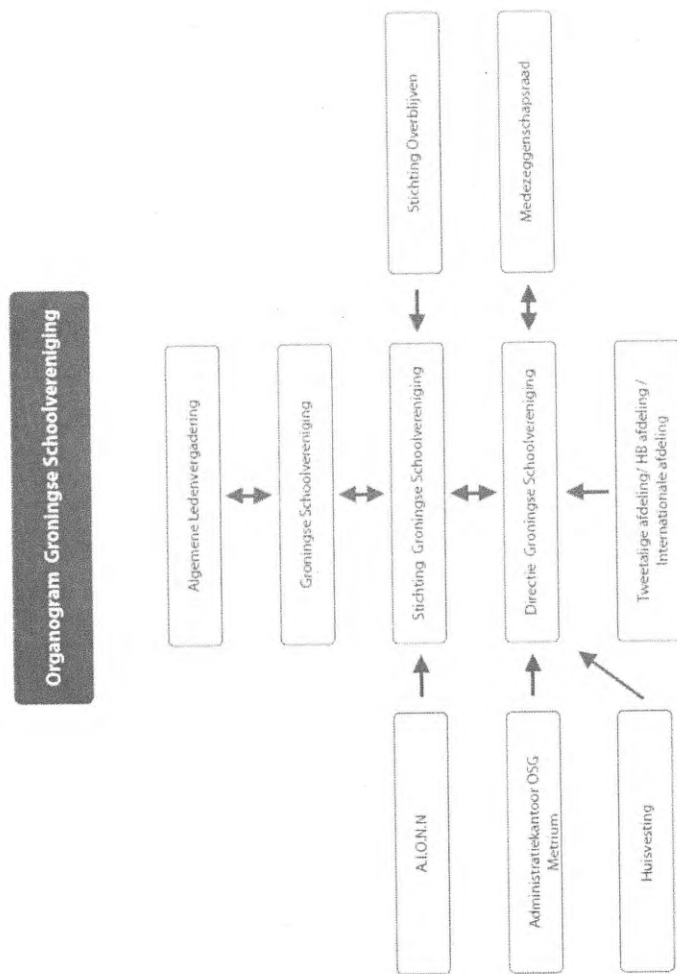 Organogram Groningse Schoolvereniging
Algemene Ledenvergadering
Groningse Schoolvereniging
A.I.O.N.N
Stichting Groningse Schoolvereniging
Stichting Overblijven
Administratiekantoor OSG
Metrium
Directie Groningse Schoolvereniging
Medezeggenschapsraad
Huisvesting
Tweetalige afdeling/ HB afdeling /
Internationale afdeling